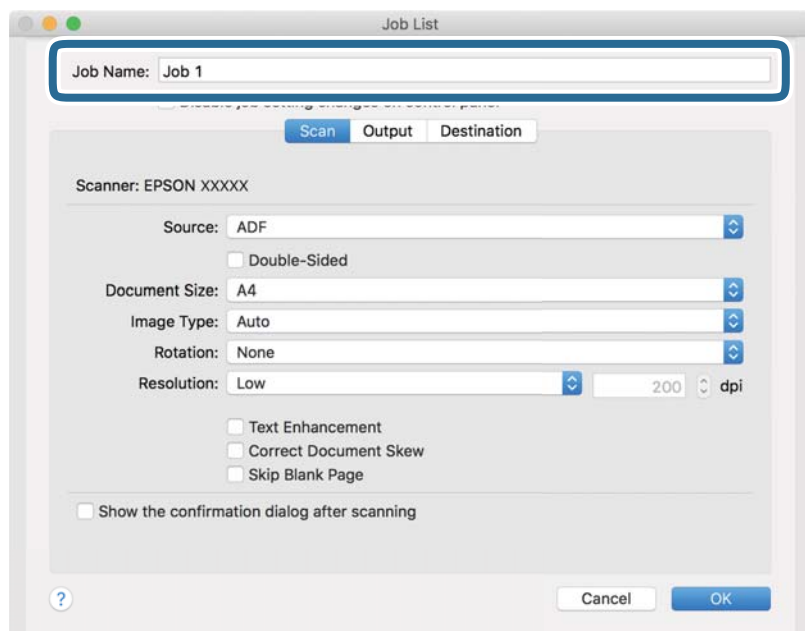 Job List
Job Name: Job 1
Scan Output Destination
Scanner: EPSON XXXXX
Source: ADF
Double-Sided
Document Size: A4
Image Type: Auto
Rotation: None
Resolution: Low 200 dpi
Text Enhancement
Correct Document Skew
Skip Blank Page
Show the confirmation dialog after scanning
? Cancel OK